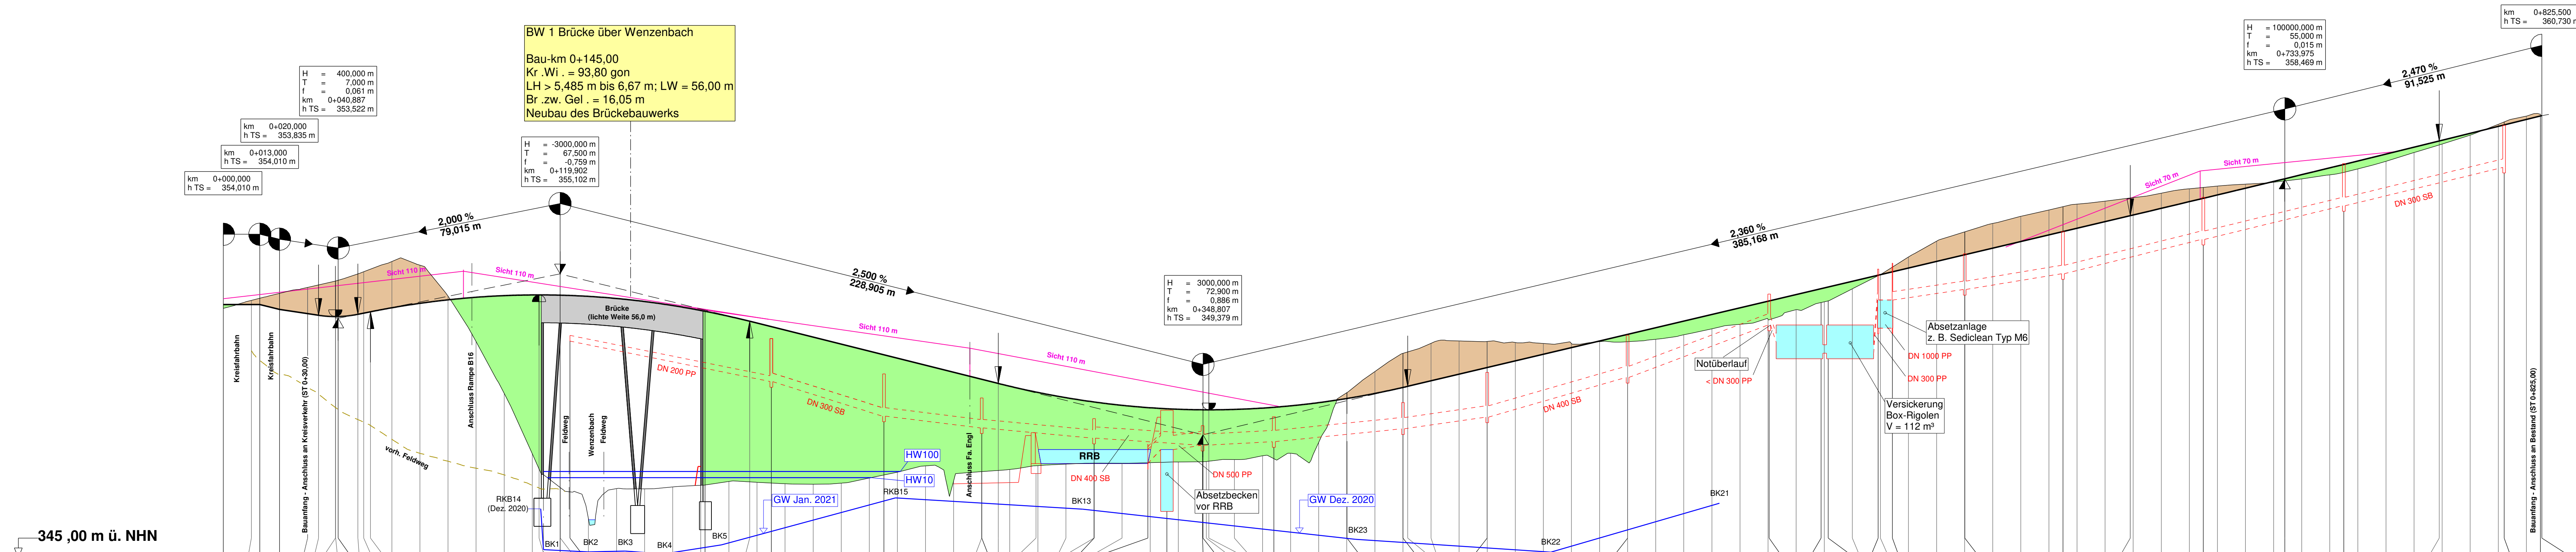 BW 1 Brücke über Wenzenbach
Bau-km 0+145,00
Kr .Wi . = 93,80 gon
LH > 5,485 m bis 6,67 m; LW = 56,00 m
Br .zw. Gel . = 16,05 m
Neubau des Brückebauwerks
km 0+825,500
h TS = 360,730 m
H = 100000,000 m
T = 55,000 m
f = 0,015 m
km 0+733,975
h TS = 358,469 m
H = 400,000 m
T = 7,000 m
f = 0,061 m
km 0+040,887
h TS = 353,522 m
km 0+020,000
h TS = 353,835 m
km 0+013,000
h TS = 354,010 m
km 0+000,000
h TS = 354,010 m
H = -3000,000 m
T = 67,500 m
f = -0,759 m
km 0+119,902
h TS = 355,102 m
H = 3000,000 m
T = 72,900 m
f = 0,886 m
km 0+348,807
h TS = 349,379 m
2,000 %
79,015 m
2,500 %
228,905 m
2,360 %
385,168 m
2,470 %
91,525 m
Sicht 110 m
Sicht 110 m
Sicht 110 m
Sicht 110 m
Sicht 70 m
Sicht 70 m
Brücke
(lichte Weite 56,0 m)
Kreisfahrbahn
Kreisfahrbahn
Bauanfang - Anschluss an Kreisverkehr (ST 0+30,00)
vorh. Feldweg
Anschluss Rampe B16
Feldweg
Wenzenbach
Feldweg
Anschluss Fa. Engl
Bauanfang - Anschluss an Bestand (ST 0+825,00)
DN 200 PP
DN 300 SB
DN 400 SB
DN 500 PP
DN 400 SB
< DN 300 PP
DN 1000 PP
DN 300 PP
DN 300 SB
HW100
HW10
RRB
Absetzbecken
vor RRB
Notüberlauf
Absetzanlage
z. B. Sediclean Typ M6
Versickerung
Box-Rigolen
V = 112 m³
GW Jan. 2021
GW Dez. 2020
RKB14
(Dez. 2020)
BK1
BK2
BK3
BK4
BK5
RKB15
BK13
BK23
BK22
BK21
345 ,00 m ü. NHN